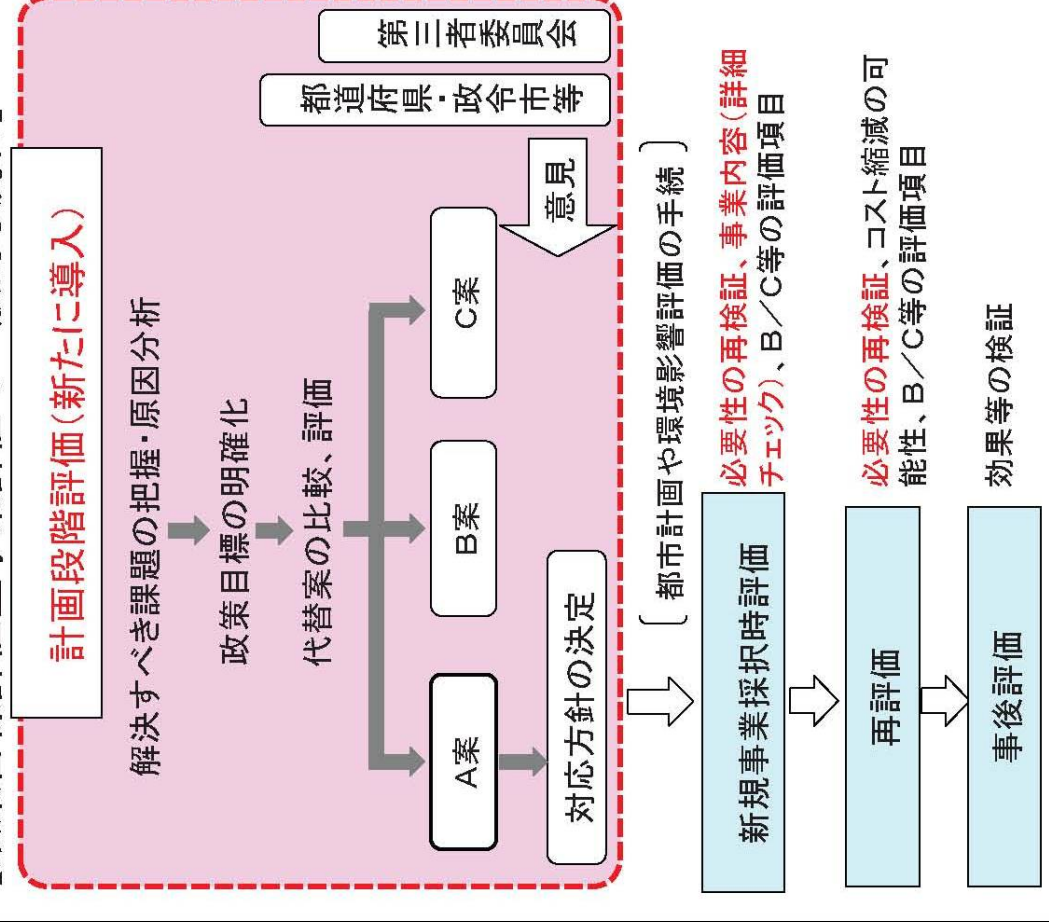 計画段階評価(新たに導入)
解決すべき課題の把握・原因分析
政策目標の明確化
代替案の比較、評価
A案
B案
C案
対応方針の決定
意見
都道府県・政令市等
第三者委員会
〔都市計画や環境影響評価の手続〕
新規事業採択時評価
必要性の再検証、事業内容(詳細
チェック)、B/C等の評価項目
再評価
必要性の再検証、コスト縮減の可
能性、B/C等の評価項目
事後評価
効果等の検証